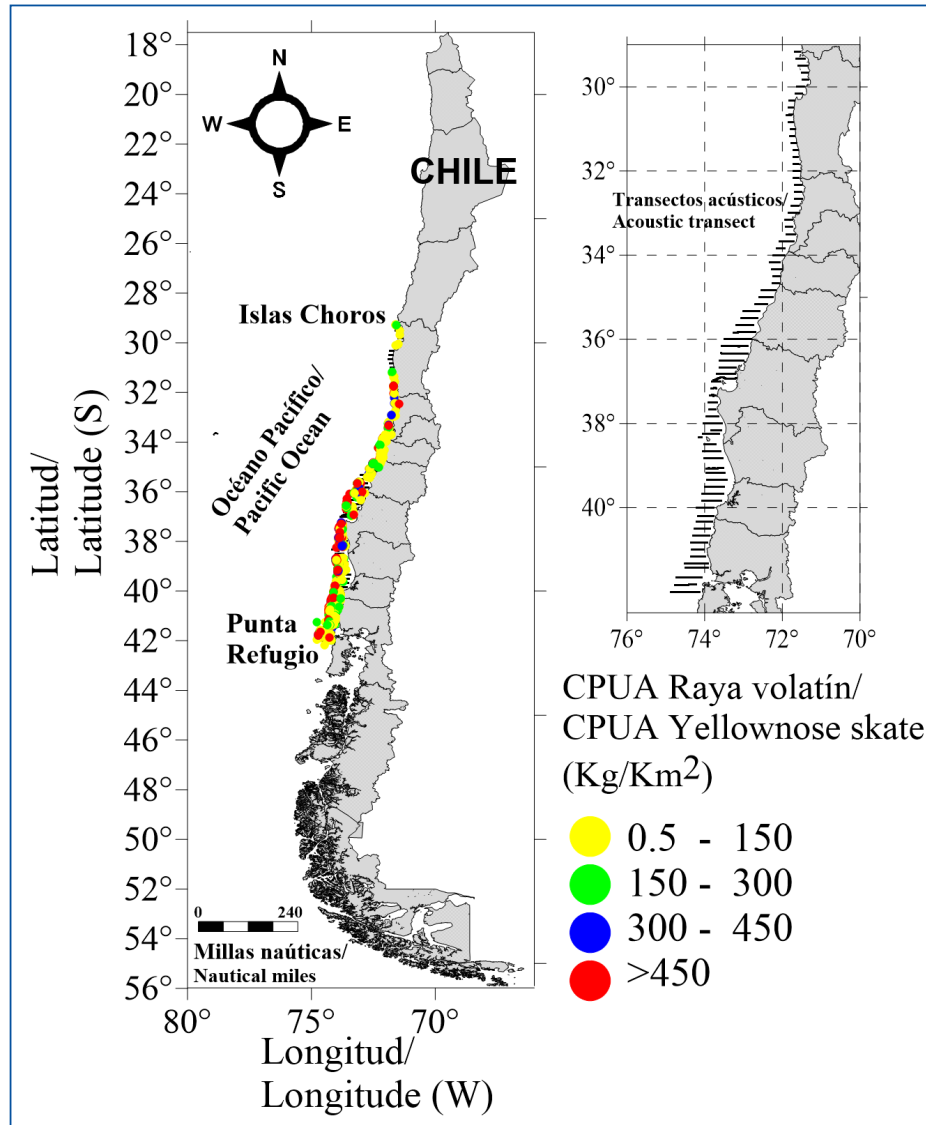 18°
20°
22°
24°
26°
28°
30°
32°
34°
36°
38°
40°
42°
44°
46°
48°
50°
52°
54°
56°
Latitud/
Latitude (S)
N
W
E
S
CHILE
Islas Choros
Océano Pacífico/
Pacific Ocean
Punta
Refugio
0
240
Millas naúticas/
Nautical miles
80°
75°
70°
Longitud/
Longitude (W)
30°
32°
34°
36°
38°
40°
Transectos acústicos/
Acoustic transect
76°
74°
72°
70°
CPUA Raya volatín/
CPUA Yellownose skate
(Kg/Km2)
0.5 - 150
150 - 300
300 - 450
>450